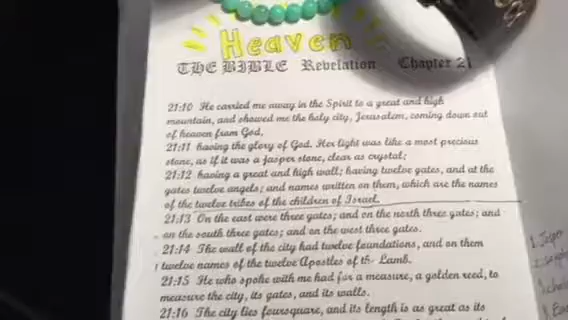 Heaven
THE BIBLE Revelation Chapter 21
21:10 He carried me away in the Spirit to a great and high
mountain, and showed me the holy city, Jerusalem, coming down out
of heaven from God,
21:11 having the glory of God. Her light was like a most precious
stone, as if it was a jasper stone, clear as crystal;
21:12 having a great and high wall; having twelve gates, and at the
gates twelve angels; and names written on them, which are the names
of the twelve tribes of the children of Israel.
21:13 On the east were three gates; and on the north three gates; and
on the south three gates; and on the west three gates.
21:14 The wall of the city had twelve foundations, and on them
twelve names of the twelve Apostles of th Lamb.
21:15 He who spoke with me had for a measure, a golden reed, to
measure the city, its gates, and its walls.
21:16 The city lies foursquare, and its length is as great as its
1. Jasper